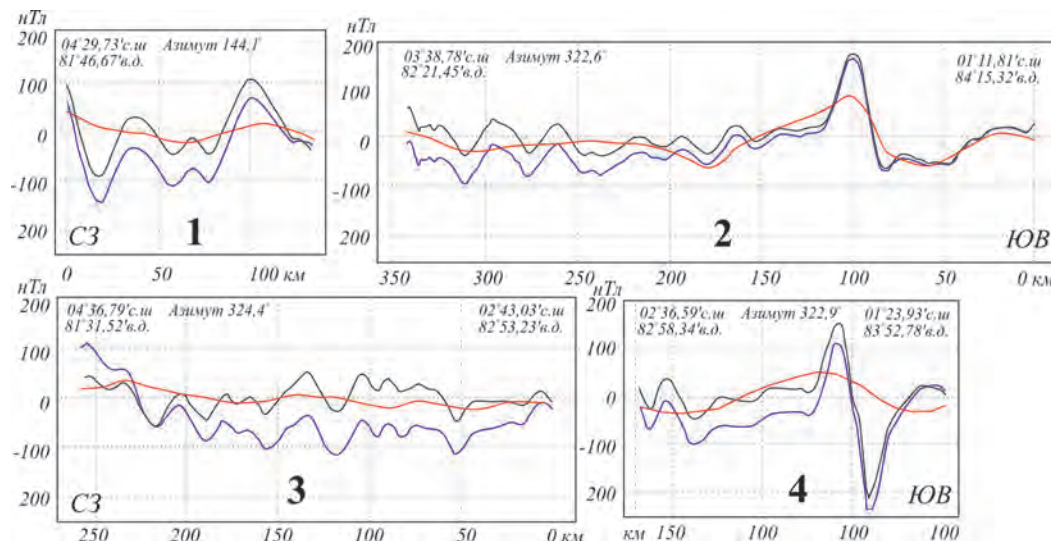 нТл
200
100
0
-100
200
04°29,73'с.ш Азимут 144,1°
81°46,67'в.д.
СЗ
1
0 50 100 км
нТл
200
100
0
-100
200
03°38,78'с.ш Азимут 322,6°
82°21,45'в.д.
01°11,81'с.ш
84°15,32'в.д.
2
ЮВ
350 300 250 200 150 100 50 0 км
нТл
200
100
0
-100
200
04°36,79'с.ш Азимут 324,4°
81°31,52'в.д.
02°43,03'с.ш
82°53,23'в.д.
СЗ
3
250 200 150 100 50 0 км
нТл
200
100
0
-100
200
02°36,59'с.ш Азимут 322,9°
82°58,34'в.д.
01°23,93'с.ш
83°52,78'в.д.
4
ЮВ
км 150 100 100 100